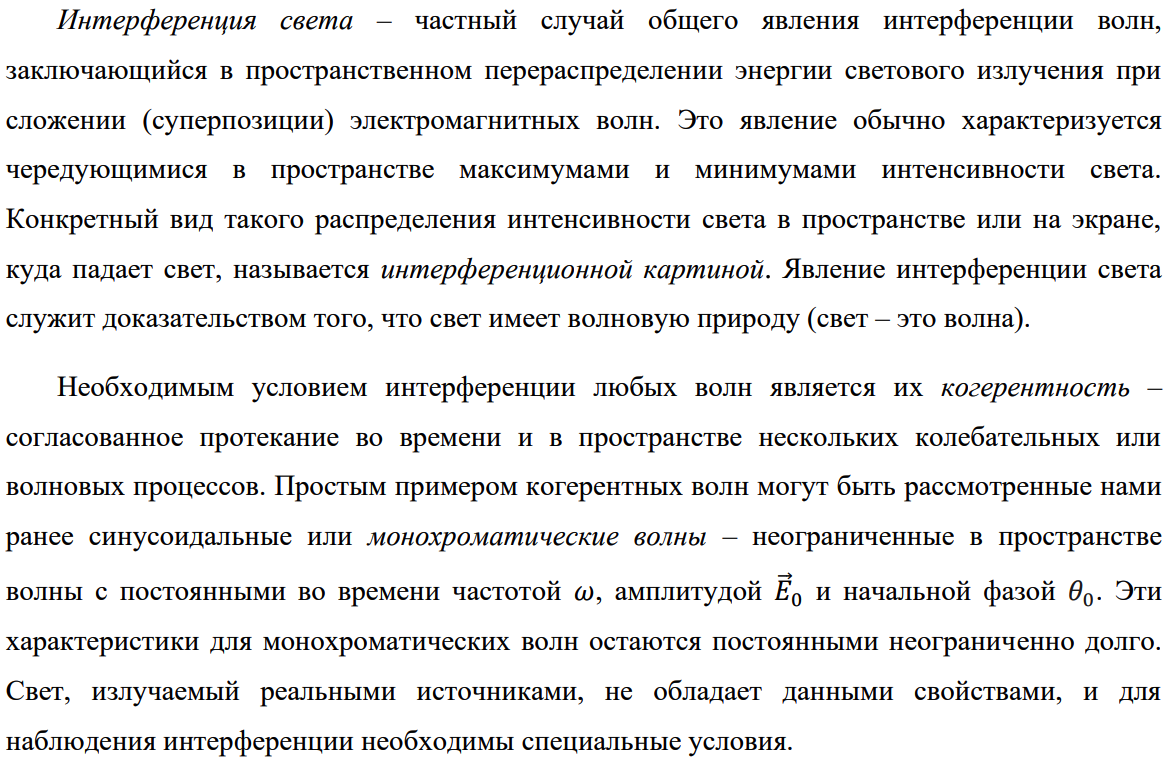 Интерференция света – частный случай общего явления интерференции волн,
заключающийся в пространственном перераспределении энергии светового излучения при
сложении (суперпозиции) электромагнитных волн. Это явление обычно характеризуется
чередующимися в пространстве максимумами и минимумами интенсивности света.
Конкретный вид такого распределения интенсивности света в пространстве или на экране,
куда падает свет, называется интерференционной картиной. Явление интерференции света
служит доказательством того, что свет имеет волновую природу (свет – это волна).
Необходимым условием интерференции любых волн является их когерентность –
согласованное протекание во времени и в пространстве нескольких колебательных или
волновых процессов. Простым примером когерентных волн могут быть рассмотренные нами
ранее синусоидальные или монохроматические волны – неограниченные в пространстве
волны с постоянными во времени частотой ω, амплитудой E⃗₀ и начальной фазой θ₀. Эти
характеристики для монохроматических волн остаются постоянными неограниченно долго.
Свет, излучаемый реальными источниками, не обладает данными свойствами, и для
наблюдения интерференции необходимы специальные условия.